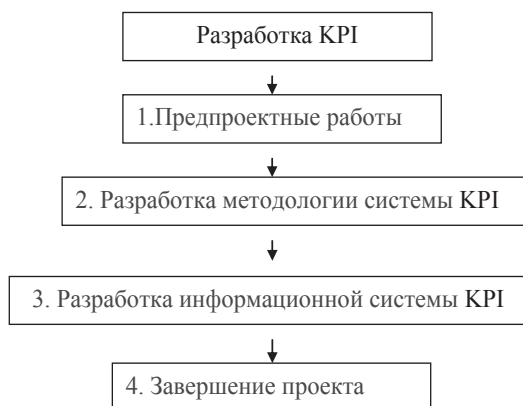 Разработка KPI
1.Предпроектные работы
2. Разработка методологии системы KPI
3. Разработка информационной системы KPI
4. Завершение проекта